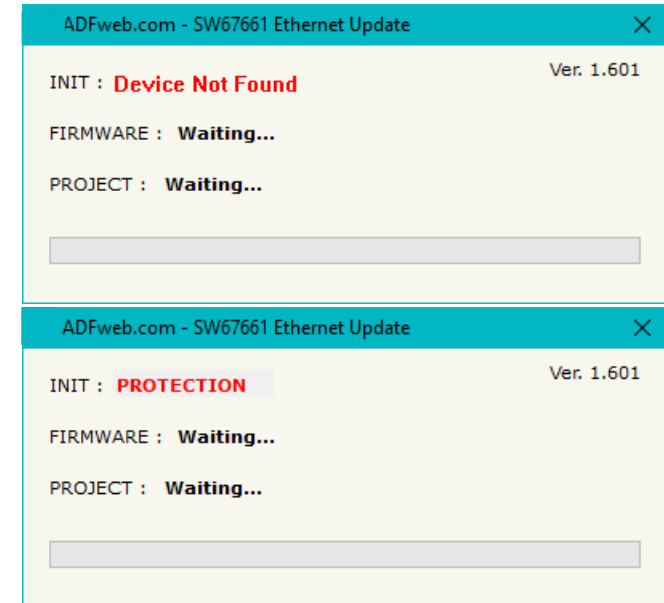 ADFweb.com - SW67661 Ethernet Update
Ver. 1.601
INIT : Device Not Found
FIRMWARE : Waiting...
PROJECT : Waiting...
ADFweb.com - SW67661 Ethernet Update
Ver. 1.601
INIT : PROTECTION
FIRMWARE : Waiting...
PROJECT : Waiting...